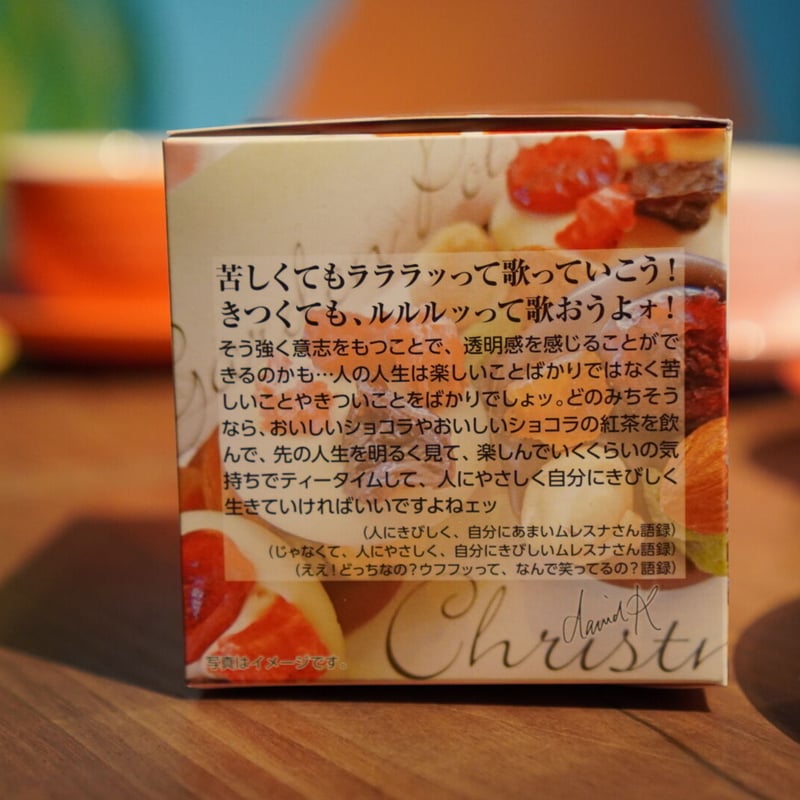 苦しくてもラララッって歌っていこう!
きつくても、ルルルッって歌おうよォ!
そう強く意志をもつことで、透明感を感じることがで
きるのかも…人の人生は楽しいことばかりではなく苦
しいことやきついことをばかりでしょッ。どのみちそう
なら、おいしいショコラやおいしいショコラの紅茶を飲
んで、先の人生を明るく見て、楽しんでいくくらいの気
持ちでティータイムして、人にやさしく自分にきびしく
生きていければいいですよねェッ
(人にきびしく、自分にあまいムレスナさん語録)
(じゃなくて、人にやさしく、自分にきびしいムレスナさん語録)
(ええ!どっちなの?ウフフッって、なんで笑ってるの?語録)
david K
Christm
写真はイメージです。